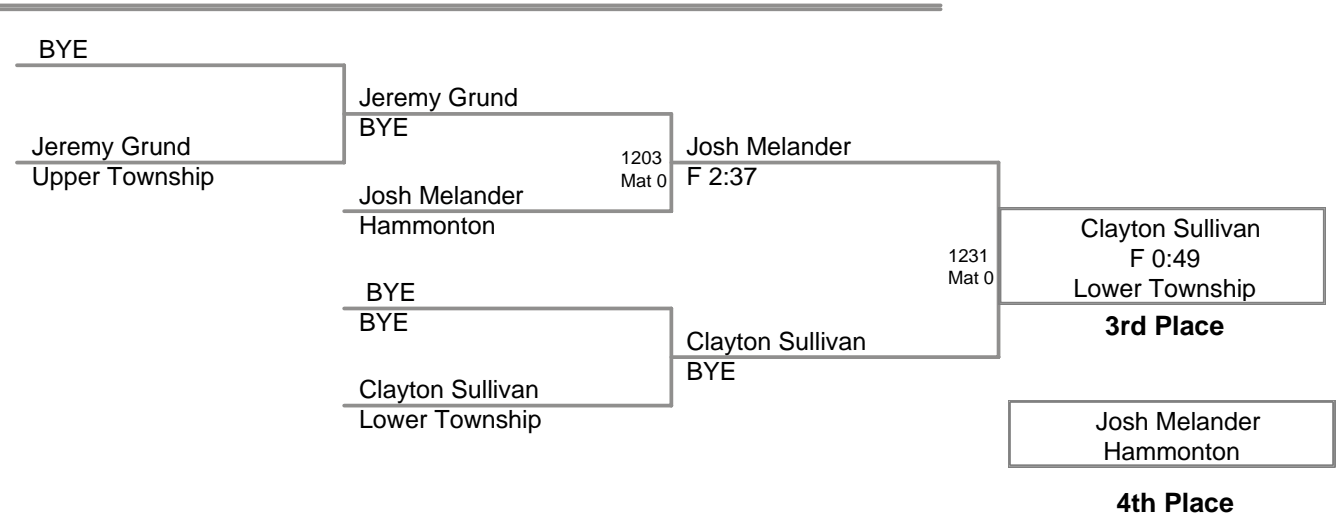 BYE
Jeremy Grund
Upper Township
Jeremy Grund
BYE
Josh Melander
Hammonton
1203
Mat 0
Josh Melander
F 2:37
BYE
BYE
Clayton Sullivan
Lower Township
Clayton Sullivan
BYE
1231
Mat 0
Clayton Sullivan
F 0:49
Lower Township
3rd Place
Josh Melander
Hammonton
4th Place